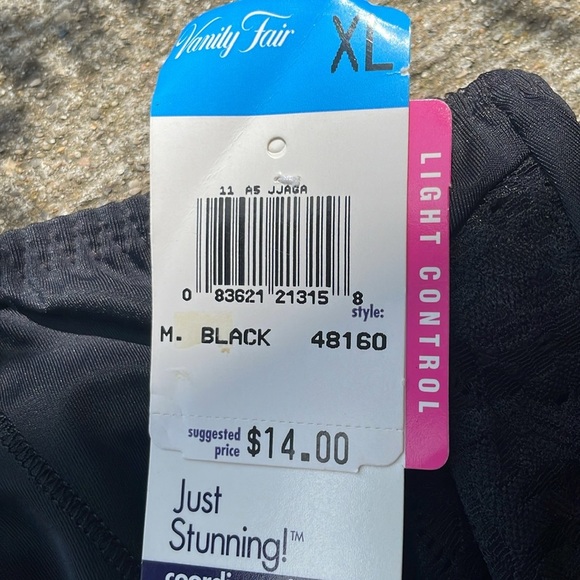 Vanity Fair
XL
11 A5 JJAGA
0 83621 21315 8
style:
M. BLACK 48160
suggested
price $14.00
LIGHT CONTROL
Just
Stunning!™